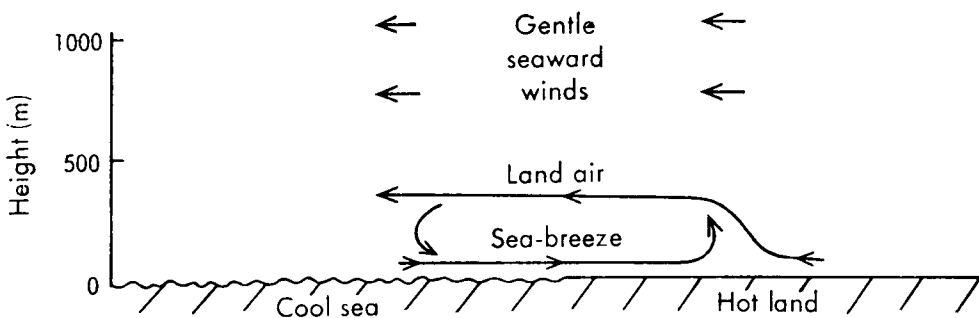 1000
Gentle
seaward
winds
Height (m)
500
Land air
Sea-breeze
0
Cool sea
Hot land